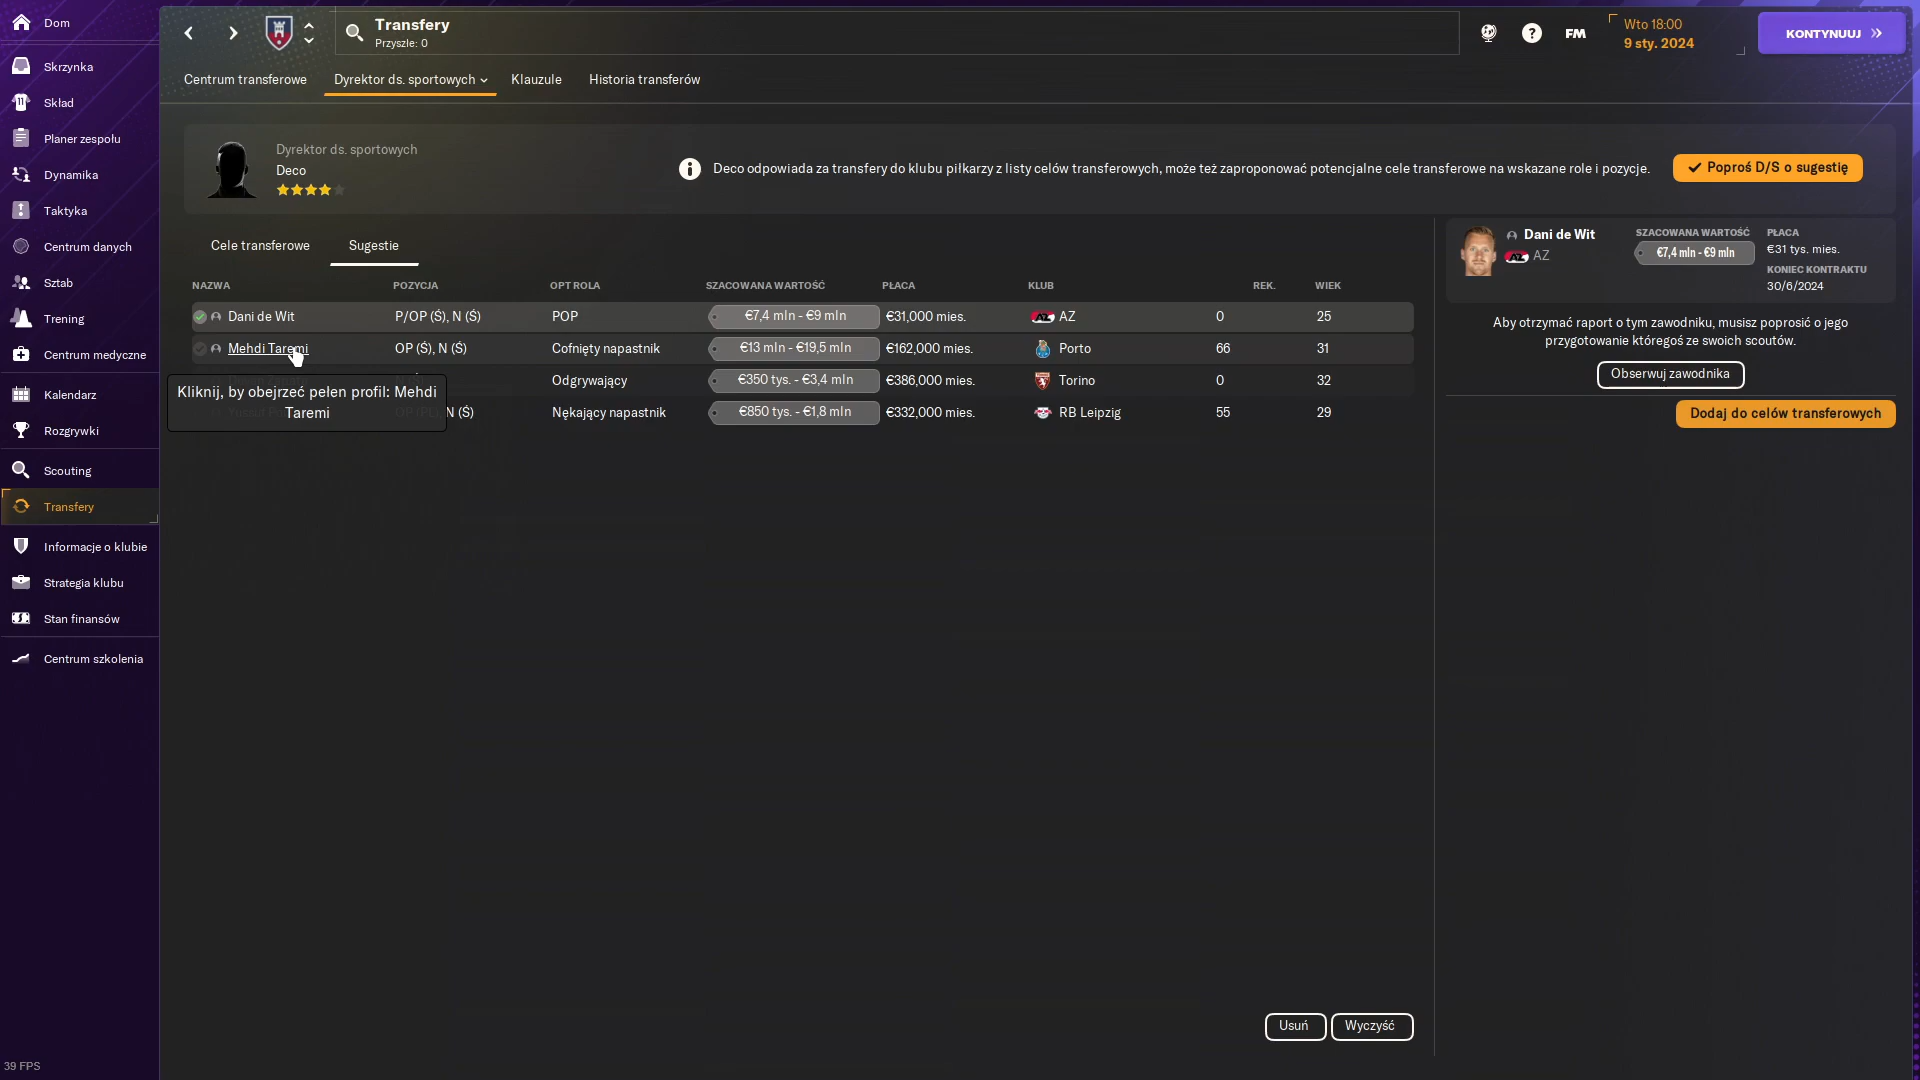 Dom
Skrzynka
Skład
Planer zespołu
Dynamika
Taktyka
Centrum danych
Sztab
Trening
Centrum medyczne
Kalendarz
Rozgrywki
Scouting
Transfery
Informacje o klubie
Strategia klubu
Stan finansów
Centrum szkolenia
39 FPS
Transfery
Przyszłe: 0
FM
Wto 18:00
9 sty. 2024
KONTYNUUJ
Centrum transferowe
Dyrektor ds. sportowych
Klauzule
Historia transferów
Dyrektor ds. sportowych
Deco
Deco odpowiada za transfery do klubu piłkarzy z listy celów transferowych, może też zaproponować potencjalne cele transferowe na wskazane role i pozycje.
Poproś D/S o sugestię
Cele transferowe
Sugestie
NAZWA POZYCJA OPT ROLA SZACOWANA WARTOŚĆ PŁACA KLUB REK. WIEK
Dani de Wit P/OP (Ś), N (Ś) POP €7,4 mln - €9 mln €31,000 mies. AZ 0 25
Mehdi Taremi OP (Ś), N (Ś) Cofnięty napastnik €13 mln - €19,5 mln €162,000 mies. Porto 66 31
Odgrywający €350 tys. - €3,4 mln €386,000 mies. Torino 0 32
N (Ś) Nękający napastnik €850 tys. - €1,8 mln €332,000 mies. RB Leipzig 55 29
Kliknij, by obejrzeć pełen profil: Mehdi
Taremi
Dani de Wit
AZ
SZACOWANA WARTOŚĆ
€7,4 mln - €9 mln
PŁACA
€31 tys. mies.
KONIEC KONTRAKTU
30/6/2024
Aby otrzymać raport o tym zawodniku, musisz poprosić o jego
przygotowanie któregoś ze swoich scoutów.
Obserwuj zawodnika
Dodaj do celów transferowych
Usuń
Wyczyść